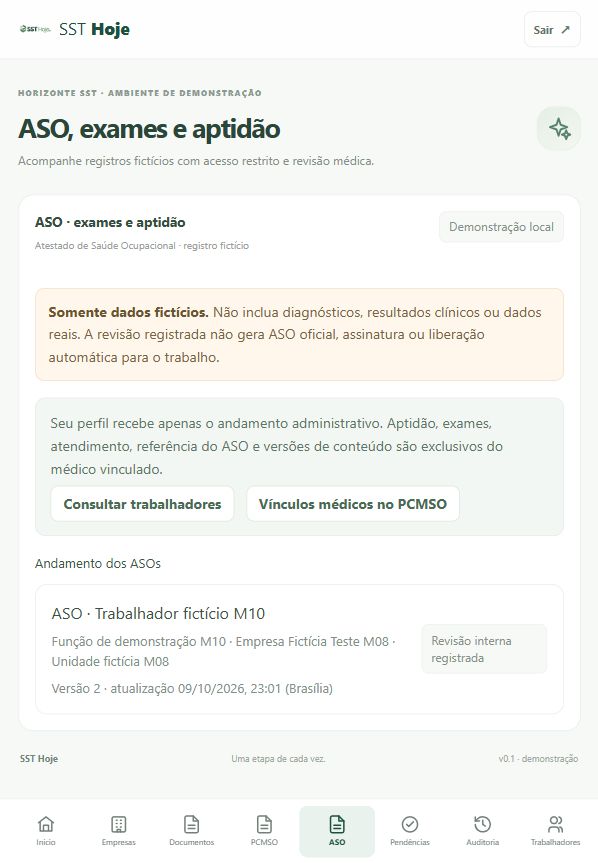 SST Hoje
SST Hoje
Sair ↗
HORIZONTE SST · AMBIENTE DE DEMONSTRAÇÃO
ASO, exames e aptidão
Acompanhe registros fictícios com acesso restrito e revisão médica.
ASO · exames e aptidão
Demonstração local
Atestado de Saúde Ocupacional · registro fictício
Somente dados fictícios. Não inclua diagnósticos, resultados clínicos ou dados
reais. A revisão registrada não gera ASO oficial, assinatura ou liberação
automática para o trabalho.
Seu perfil recebe apenas o andamento administrativo. Aptidão, exames,
atendimento, referência do ASO e versões de conteúdo são exclusivos do
médico vinculado.
Consultar trabalhadores
Vínculos médicos no PCMSO
Andamento dos ASOs
ASO · Trabalhador fictício M10
Função de demonstração M10 · Empresa Fictícia Teste M08 ·
Unidade fictícia M08
Versão 2 · atualização 09/10/2026, 23:01 (Brasília)
Revisão interna
registrada
SST Hoje
Uma etapa de cada vez.
v0.1 · demonstração
Início
Empresas
Documentos
PCMSO
ASO
Pendências
Auditoria
Trabalhadores